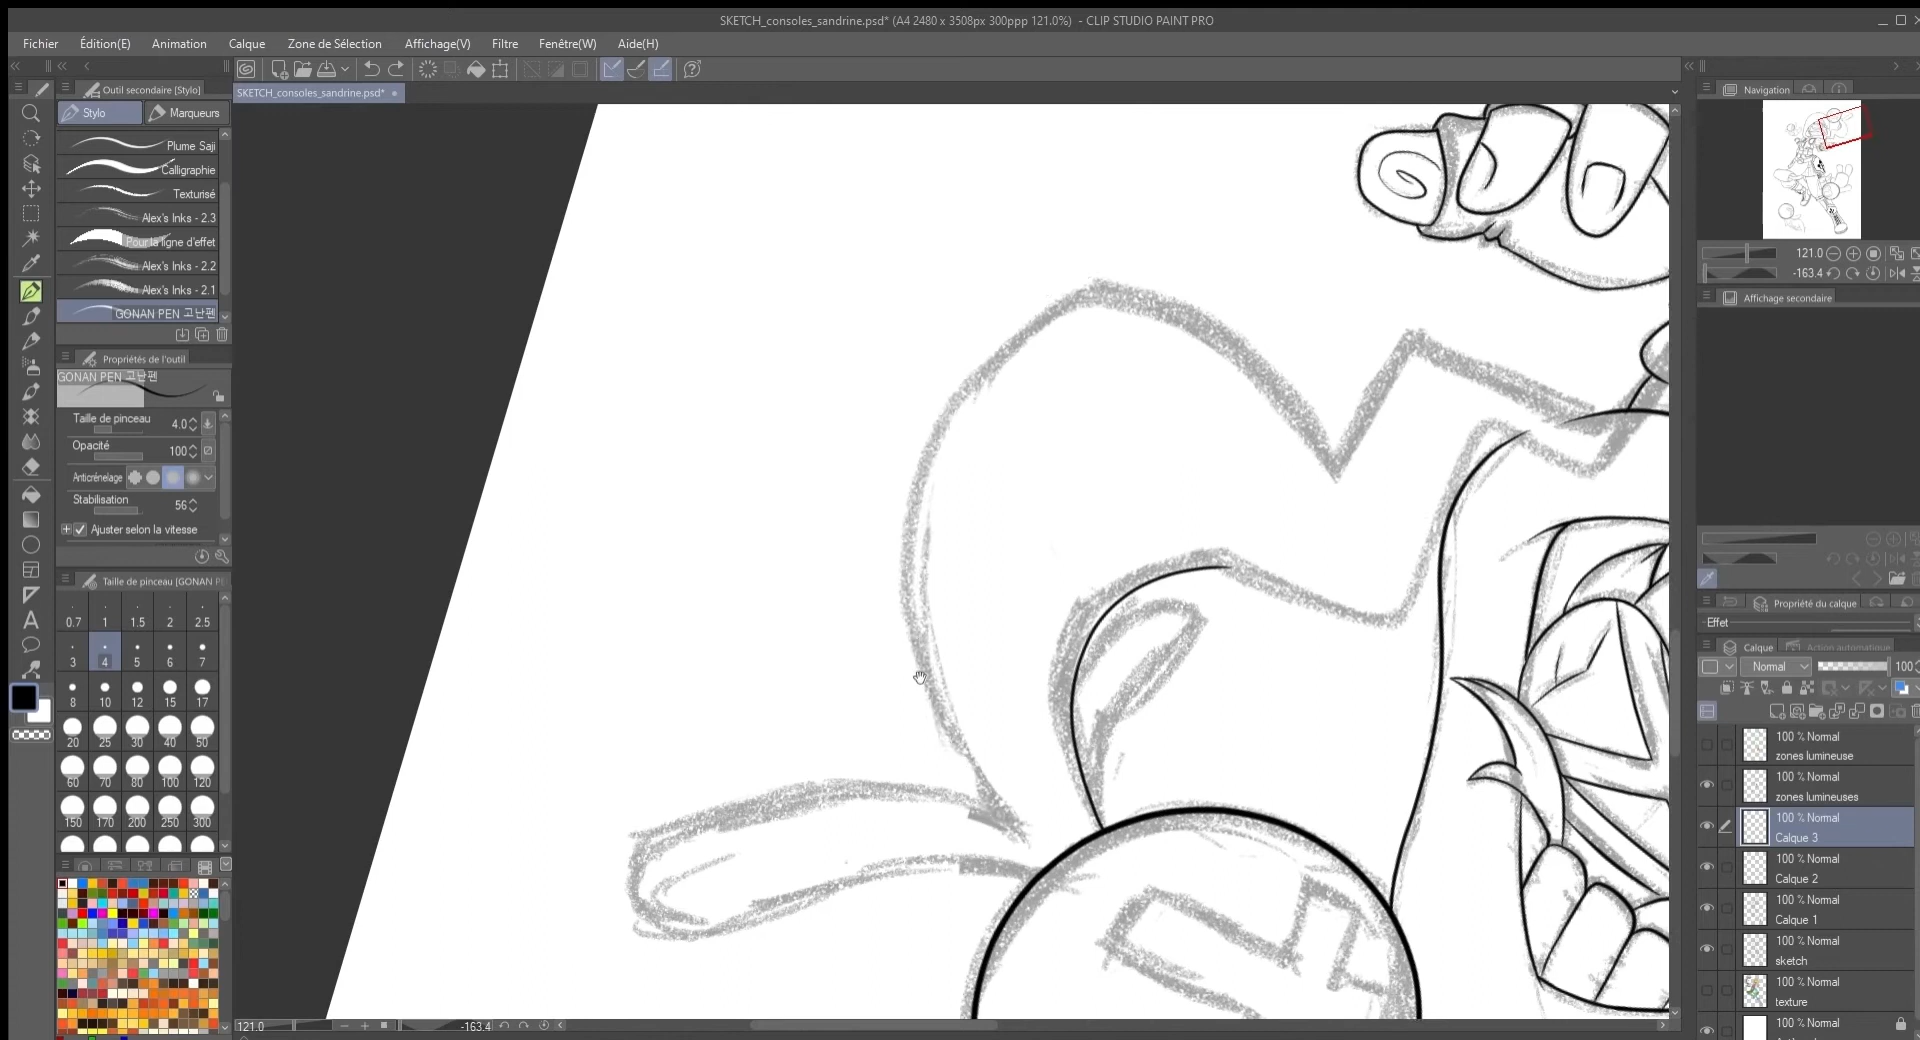 SKETCH_consoles_sandrine.psd* (A4 2480 x 3508px 300ppp 121.0%) - CLIP STUDIO PAINT PRO
Fichier Édition(E) Animation Calque Zone de Sélection Affichage(V) Filtre Fenêtre(W) Aide(H)
Outil secondaire [Stylo]
SKETCH_consoles_sandrine.psd*
Stylo Marqueurs
Plume Saji
Calligraphie
Texturisé
Alex's Inks - 2.3
Pour la ligne d'effet
Alex's Inks - 2.2
Alex's Inks - 2.1
GONAN PEN 고난펜
Propriétés de l'outil
GONAN PEN 고난펜
Taille de pinceau 4.0
Opacité 100
Anticrénelage
Stabilisation 56
Ajuster selon la vitesse
Taille de pinceau [GONAN PE
0.7 1 1.5 2 2.5
3 4 5 6 7
8 10 12 15 17
20 25 30 40 50
60 70 80 100 120
150 170 200 250 300
121.0 -163.4
Navigation
121.0
-163.4
Affichage secondaire
Propriété du calque
Effet
Calque Action automatique
Normal 100
100 % Normal
zones lumineuse
100 % Normal
zones lumineuses
100 % Normal
Calque 3
100 % Normal
Calque 2
100 % Normal
Calque 1
100 % Normal
sketch
100 % Normal
texture
100 % Normal